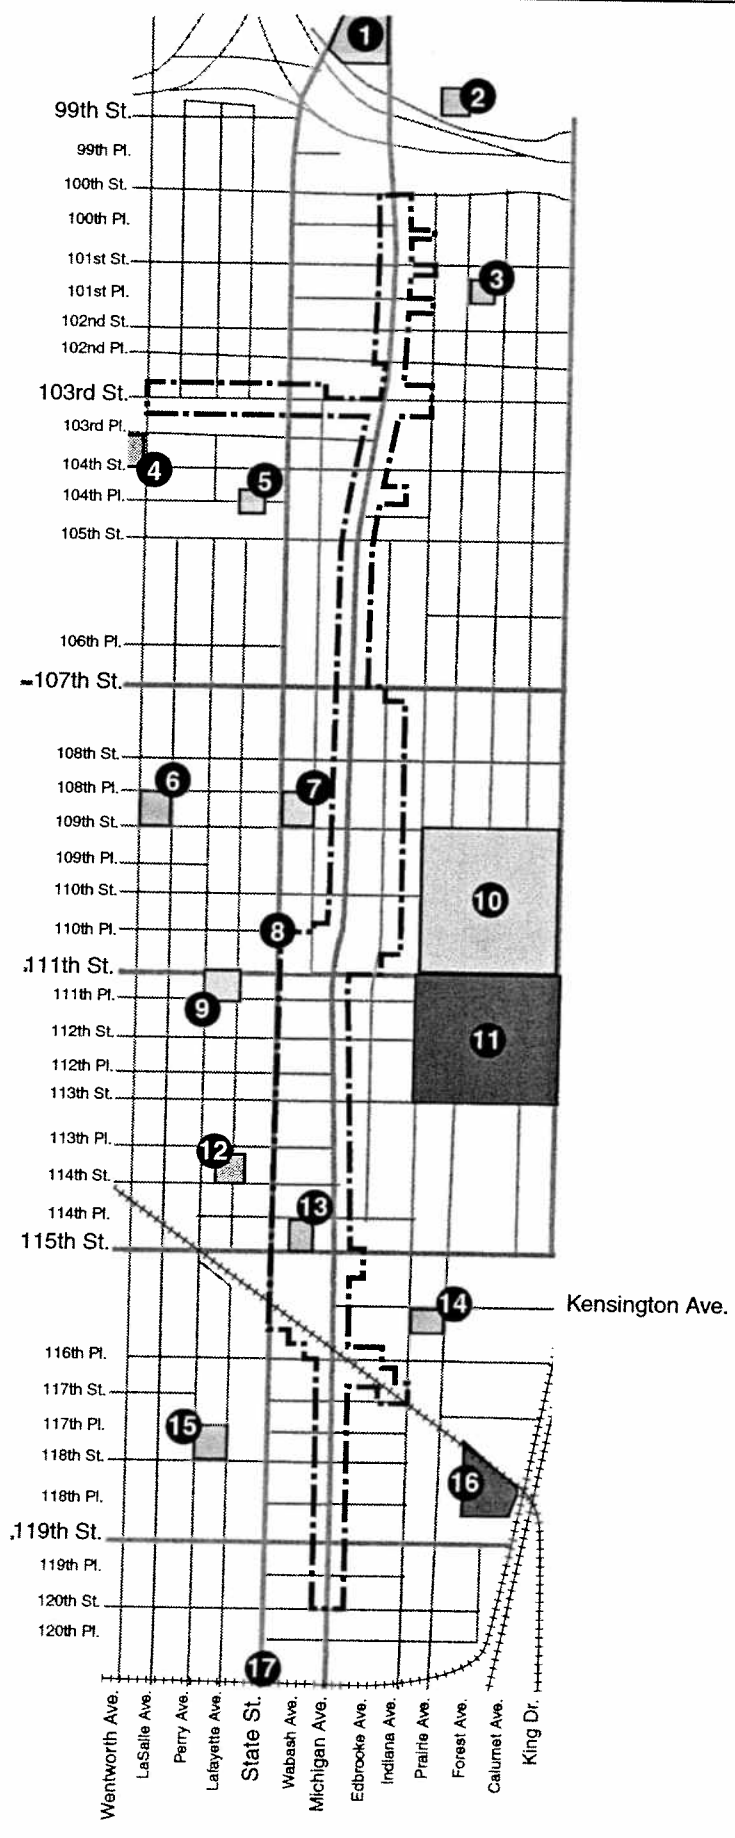 1
2
99th St.
99th Pl.
100th St.
100th Pl.
101st St.
3
101st Pl.
102nd St.
102nd Pl.
103rd St.
103rd Pl.
104th St.
4
5
104th Pl.
105th St.
106th Pl.
107th St.
108th St.
6
7
108th Pl.
109th St.
109th Pl.
110th St.
10
110th Pl.
8
111th St.
111th Pl.
9
112th St.
11
112th Pl.
113th St.
113th Pl.
12
114th St.
13
114th Pl.
115th St.
14
Kensington Ave.
116th Pl.
117th St.
117th Pl.
15
118th St.
16
118th Pl.
119th St.
119th Pl.
120th St.
120th Pl.
17
Wentworth Ave.
LaSalle Ave.
Perry Ave.
Lafayette Ave.
State St.
Wabash Ave.
Michigan Ave.
Edbrooke Ave.
Indiana Ave.
Prairie Ave.
Forest Ave.
Calumet Ave.
King Dr.